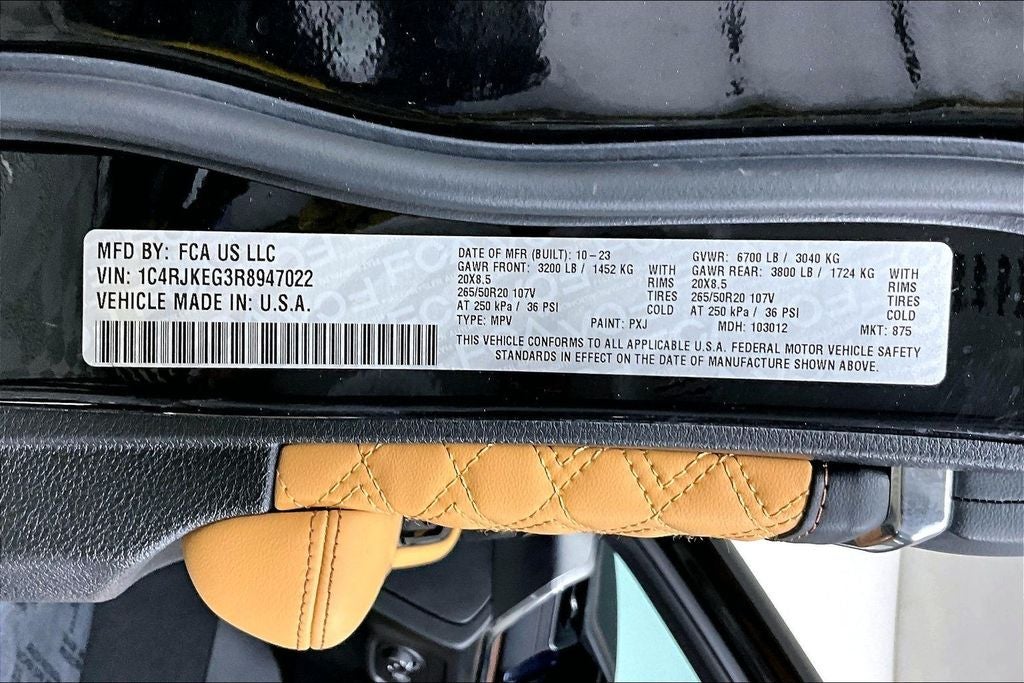 MFD BY: FCA US LLC
VIN: 1C4RJKEG3R8947022
VEHICLE MADE IN: U.S.A.
DATE OF MFR (BUILT): 10-23
GAWR FRONT: 3200 LB / 1452 KG WITH
20X8.5 RIMS
265/50R20 107V TIRES
AT 250 kPa / 36 PSI COLD
TYPE: MPV PAINT: PXJ MDH: 103012 MKT: 875
GVWR: 6700 LB / 3040 KG
GAWR REAR: 3800 LB / 1724 KG WITH
20X8.5 RIMS
265/50R20 107V TIRES
AT 250 kPa / 36 PSI COLD
THIS VEHICLE CONFORMS TO ALL APPLICABLE U.S.A. FEDERAL MOTOR VEHICLE SAFETY
STANDARDS IN EFFECT ON THE DATE OF MANUFACTURE SHOWN ABOVE.